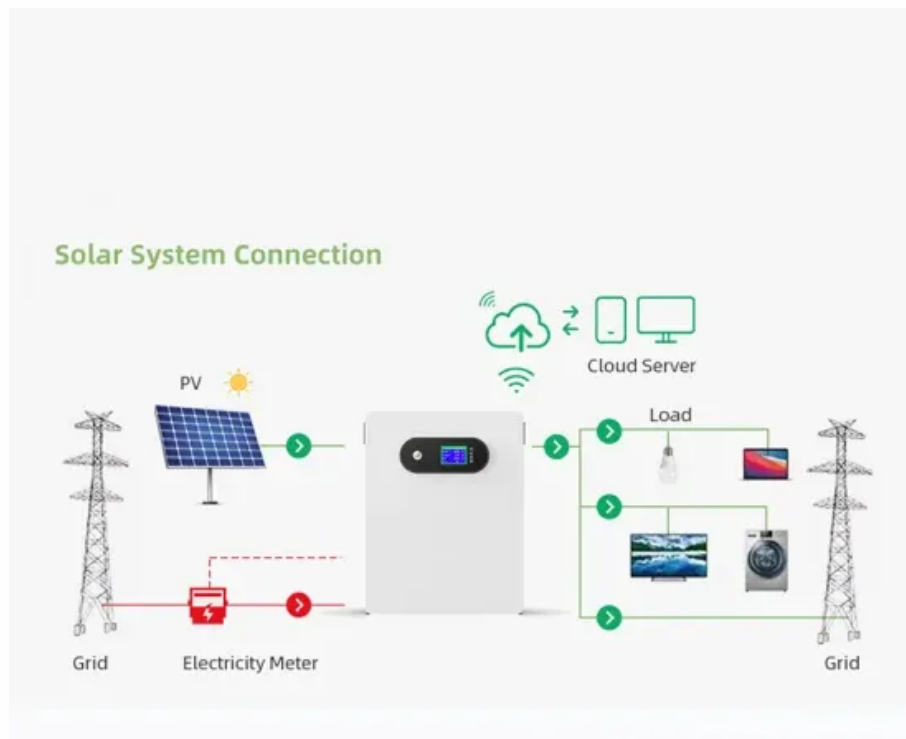 Solar System Connection
Cloud Server
PV
Load
Grid
Electricity Meter
Grid